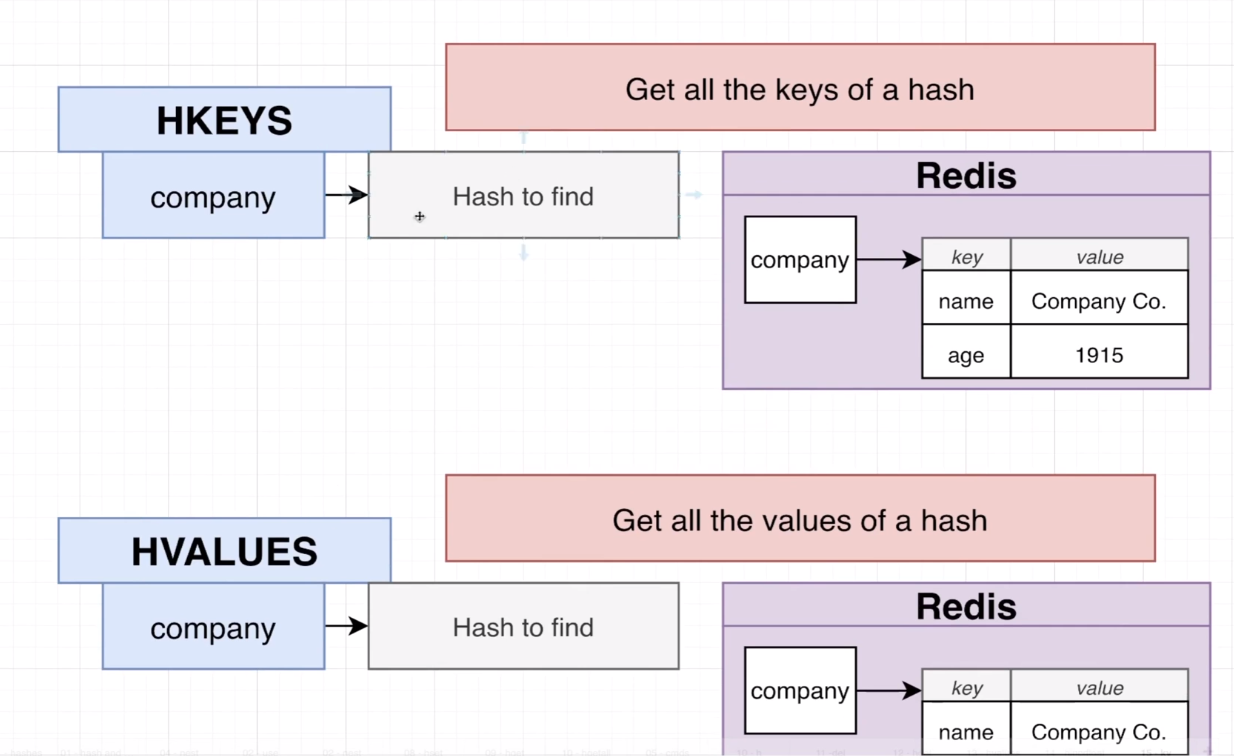 Get all the keys of a hash
HKEYS
company
Hash to find
Redis
company
key value
name Company Co.
age 1915
Get all the values of a hash
HVALUES
company
Hash to find
Redis
company
key value
name Company Co.